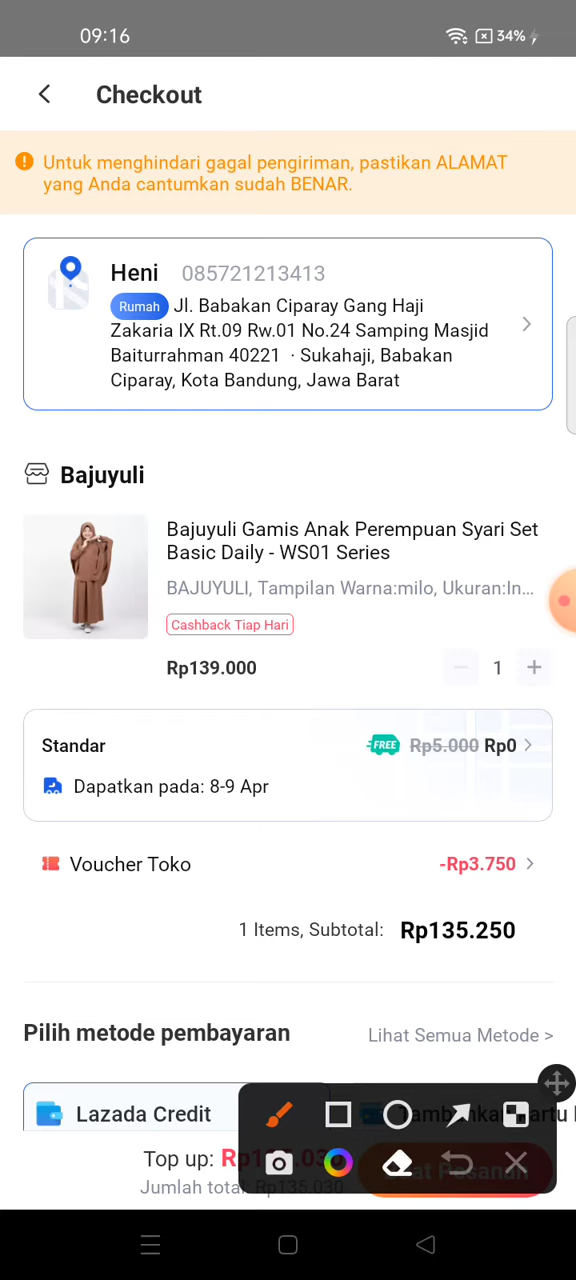 09:16
34%
Checkout
Untuk menghindari gagal pengiriman, pastikan ALAMAT
yang Anda cantumkan sudah BENAR.
Heni 085721213413
Rumah Jl. Babakan Ciparay Gang Haji
Zakaria IX Rt.09 Rw.01 No.24 Samping Masjid
Baiturrahman 40221 · Sukahaji, Babakan
Ciparay, Kota Bandung, Jawa Barat
Bajuyuli
Bajuyuli Gamis Anak Perempuan Syari Set
Basic Daily - WS01 Series
BAJUYULI, Tampilan Warna:milo, Ukuran:In...
Cashback Tiap Hari
Rp139.000
1
Standar FREE Rp5.000 Rp0
Dapatkan pada: 8-9 Apr
Voucher Toko -Rp3.750
1 Items, Subtotal: Rp135.250
Pilih metode pembayaran Lihat Semua Metode >
Lazada Credit
Top up:
Jumlah total: Rp135.030